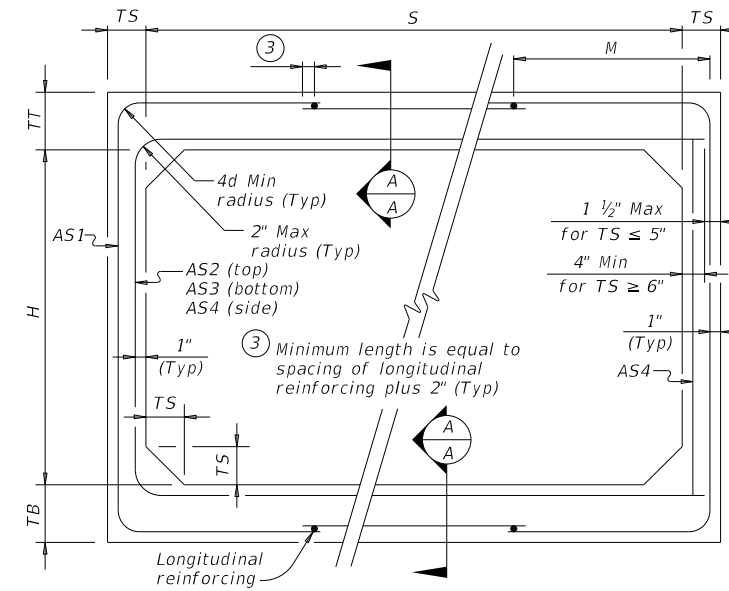 TS
S
TS
3
M
TT
4d Min
radius (Typ)
A
A
2" Max
radius (Typ)
1 ½" Max
for TS ≤ 5"
AS1
AS2 (top)
AS3 (bottom)
AS4 (side)
4" Min
for TS ≥ 6"
H
1"
(Typ)
3 Minimum length is equal to
spacing of longitudinal
reinforcing plus 2" (Typ)
1"
(Typ)
AS4
TS
A
A
TS
TB
Longitudinal
reinforcing